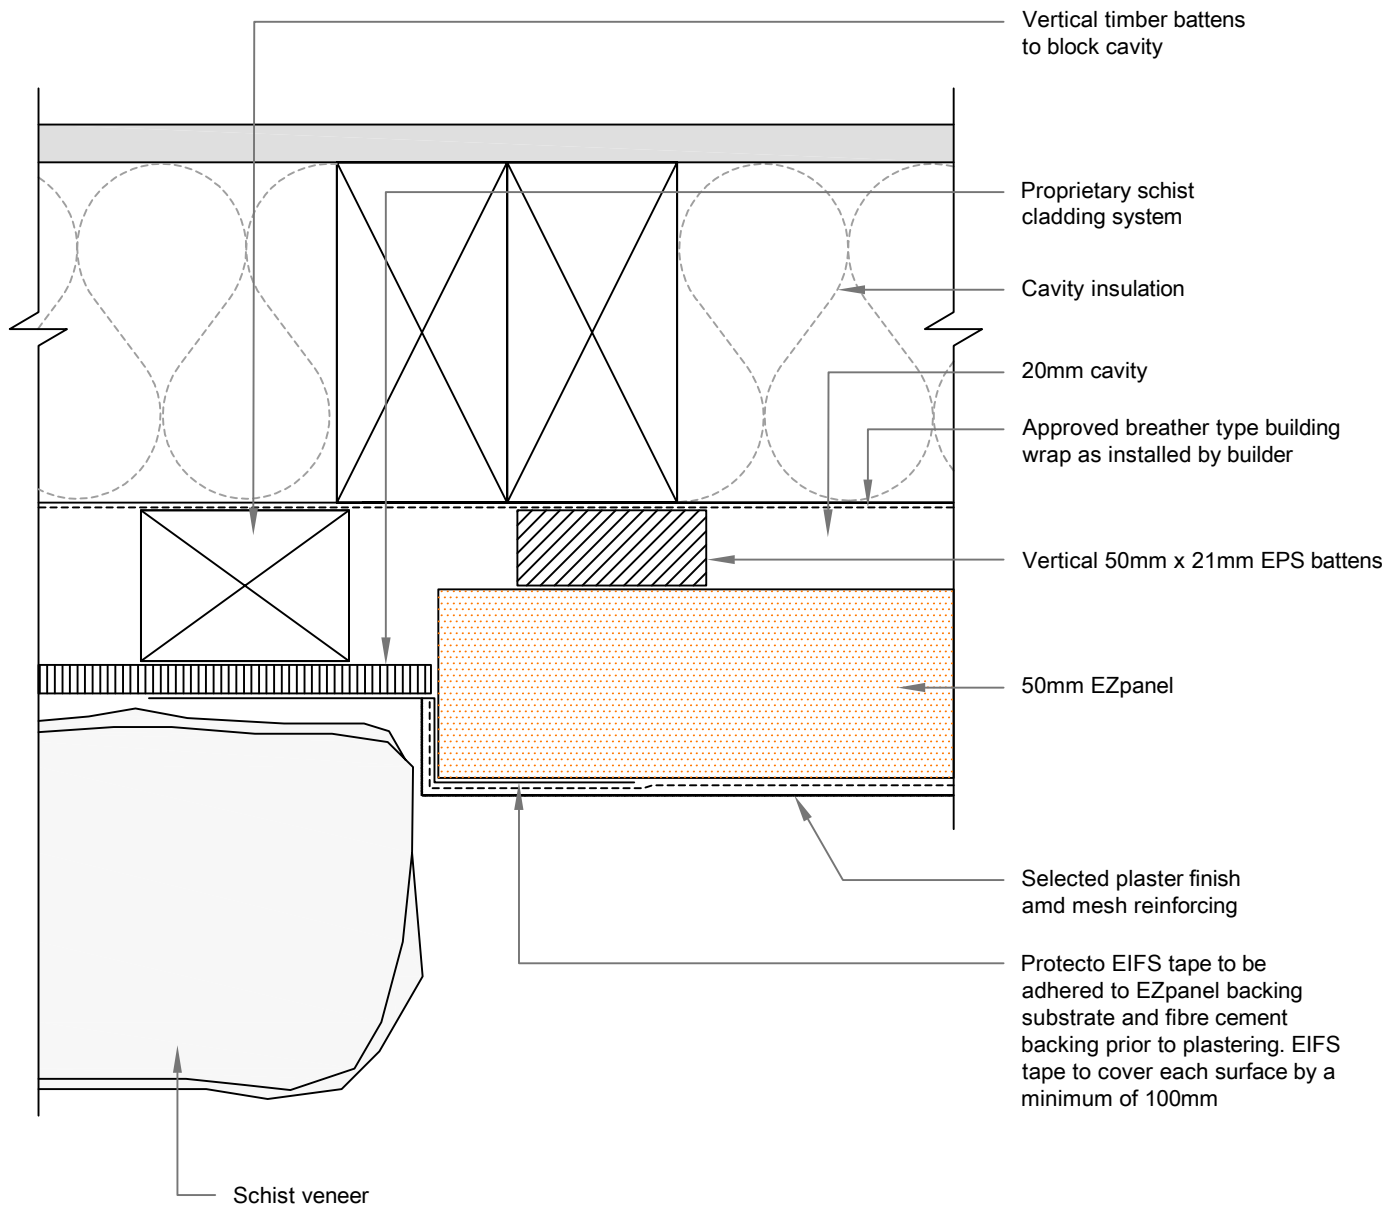 Vertical timber battens
to block cavity
Proprietary schist
cladding system
Cavity insulation
20mm cavity
Approved breather type building
wrap as installed by builder
Vertical 50mm x 21mm EPS battens
50mm EZpanel
Selected plaster finish
amd mesh reinforcing
Protecto EIFS tape to be
adhered to EZpanel backing
substrate and fibre cement
backing prior to plastering. EIFS
tape to cover each surface by a
minimum of 100mm
Schist veneer